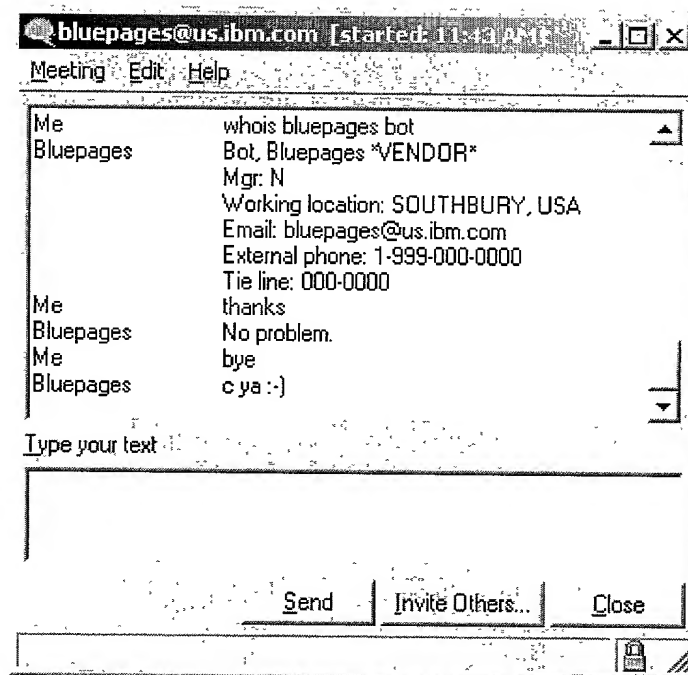 bluepages@us.ibm.com [started: 11:43 AM]
Meeting Edit Help
Me whois bluepages bot
Bluepages Bot, Bluepages *VENDOR*
Mgr: N
Working location: SOUTHBURY, USA
Email: bluepages@us.ibm.com
External phone: 1-999-000-0000
Tie line: 000-0000
Me thanks
Bluepages No problem.
Me bye
Bluepages c ya :-)
Type your text
Send Invite Others... Close